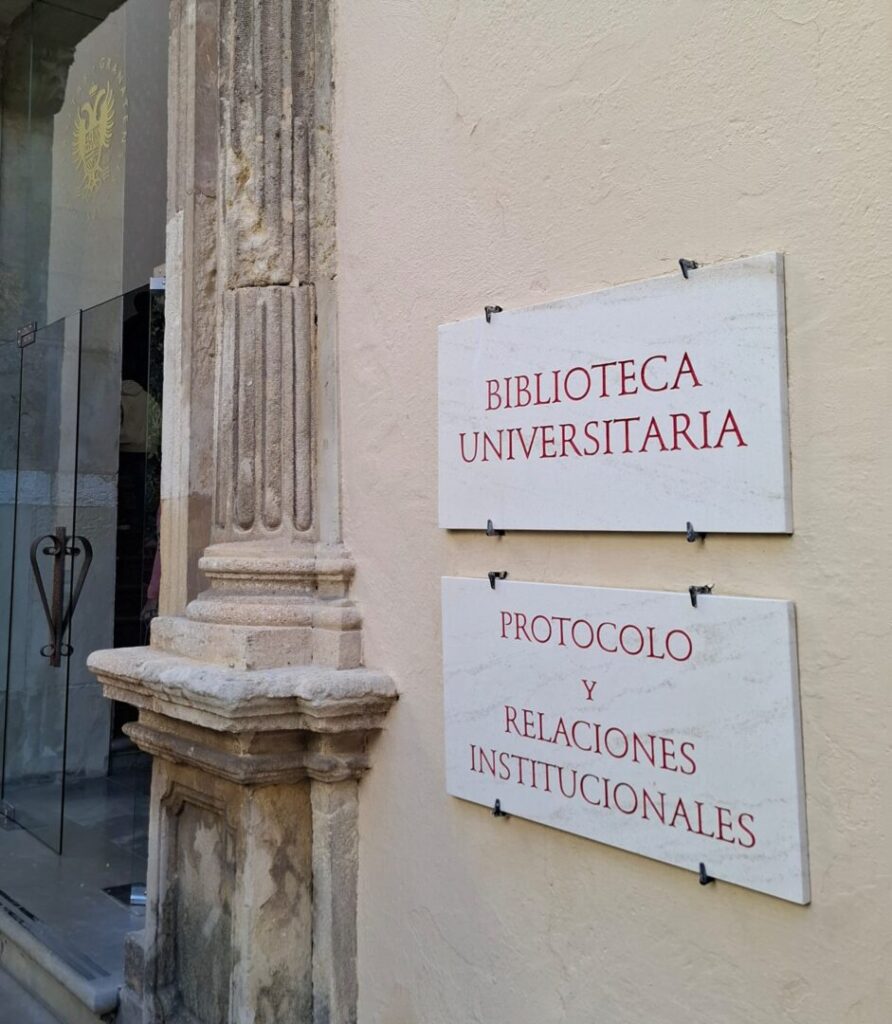 BIBLIOTECA
UNIVERSITARIA
PROTOCOLO
Y
RELACIONES
INSTITUCIONALES